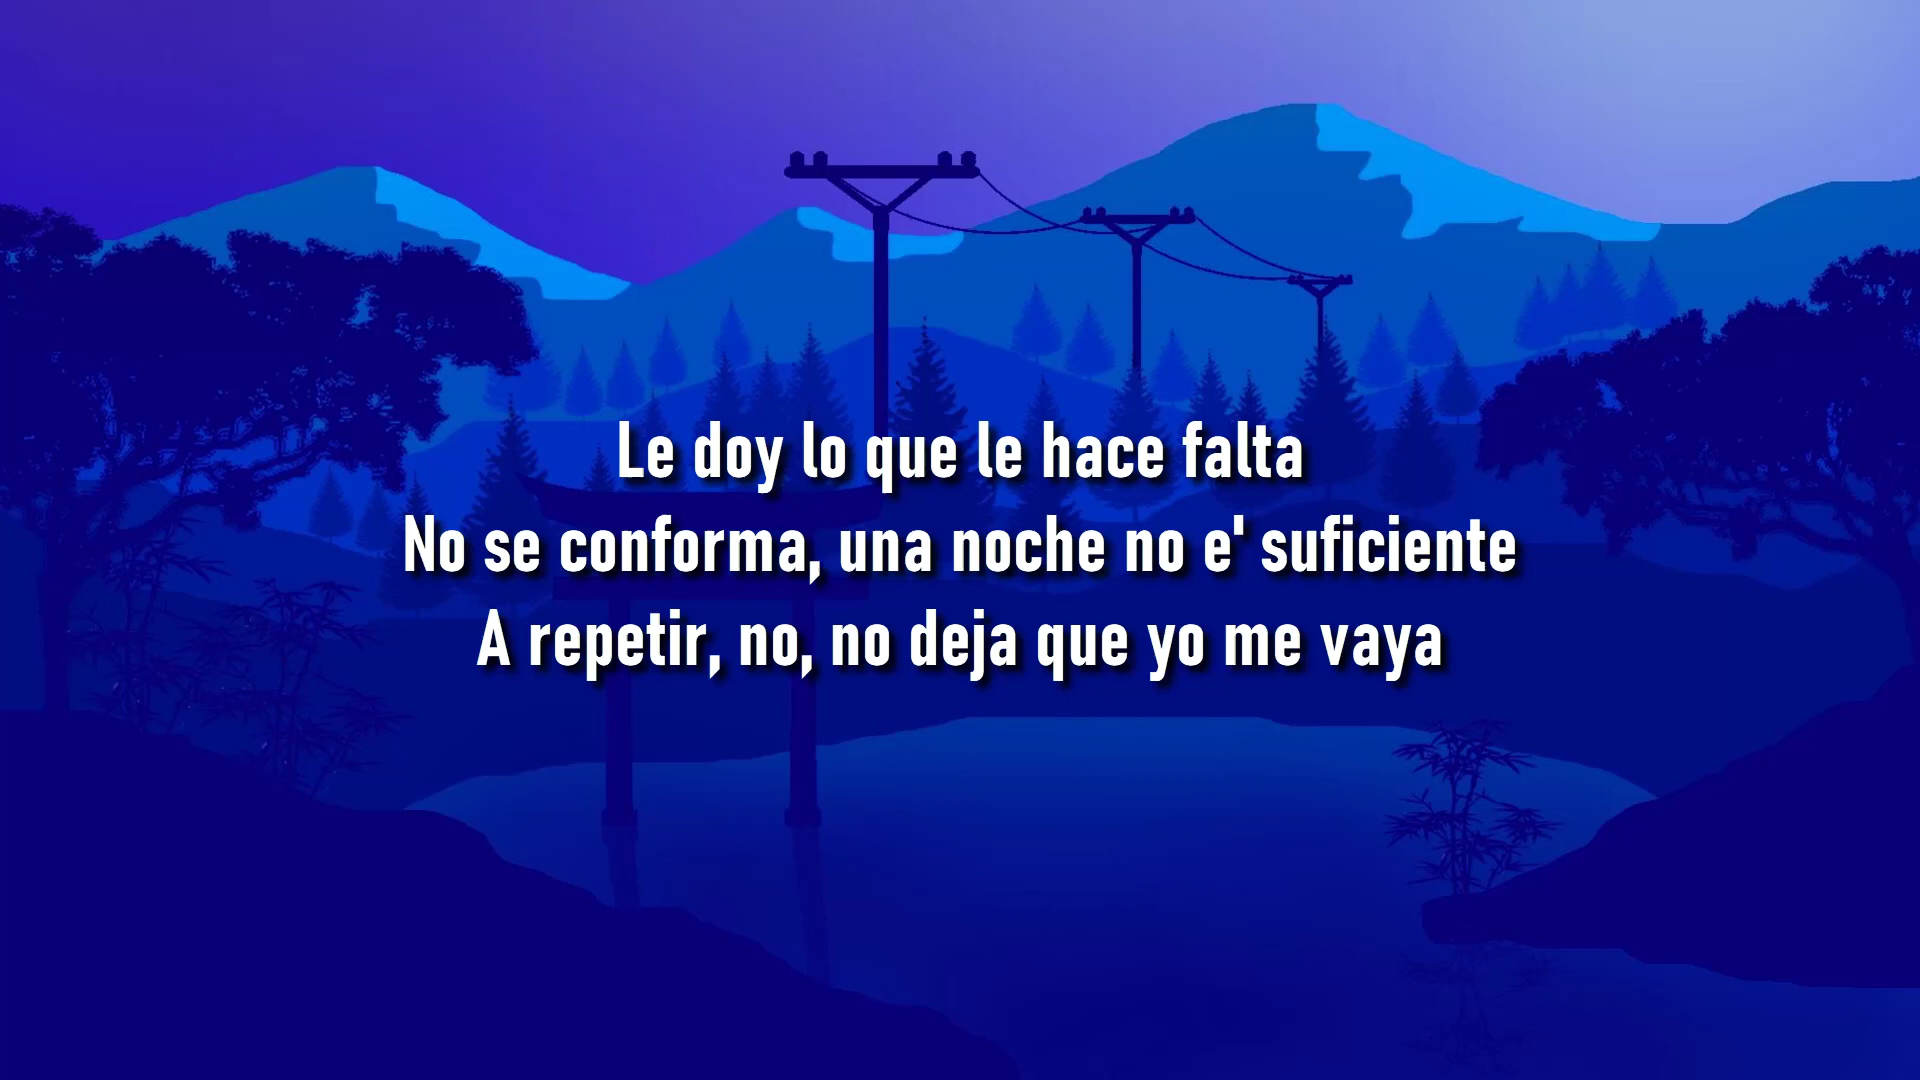 Le doy lo que le hace falta
No se conforma, una noche no e' suficiente
A repetir, no, no deja que yo me vaya